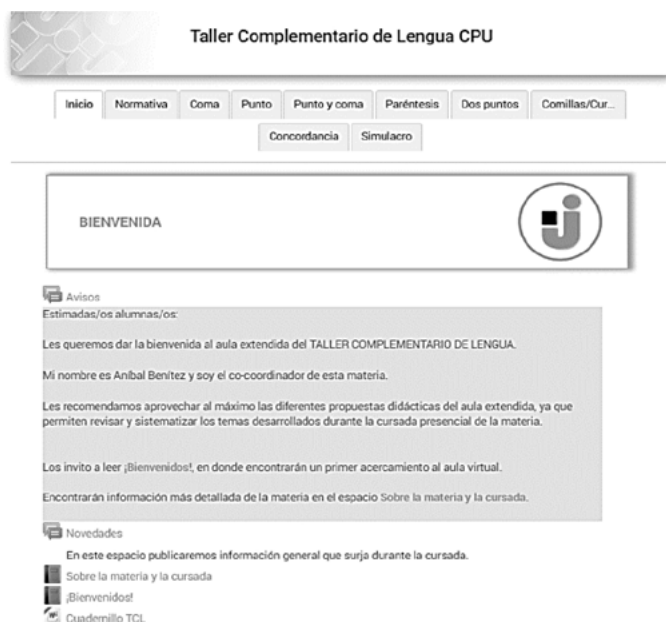 Taller Complementario de Lengua CPU
Inicio Normativa Coma Punto Punto y coma Paréntesis Dos puntos Comillas/Cur...
Concordancia Simulacro
BIENVENIDA
Avisos
Estimadas/os alumnas/os:
Les queremos dar la bienvenida al aula extendida del TALLER COMPLEMENTARIO DE LENGUA.
Mi nombre es Aníbal Benítez y soy el co-coordinador de esta materia.
Les recomendamos aprovechar al máximo las diferentes propuestas didácticas del aula extendida, ya que
permiten revisar y sistematizar los temas desarrollados durante la cursada presencial de la materia.
Los invito a leer ¡Bienvenidos!, en donde encontrarán un primer acercamiento al aula virtual.
Encontrarán información más detallada de la materia en el espacio Sobre la materia y la cursada.
Novedades
En este espacio publicaremos información general que surja durante la cursada.
Sobre la materia y la cursada
¡Bienvenidos!
Cuadernillo TCL